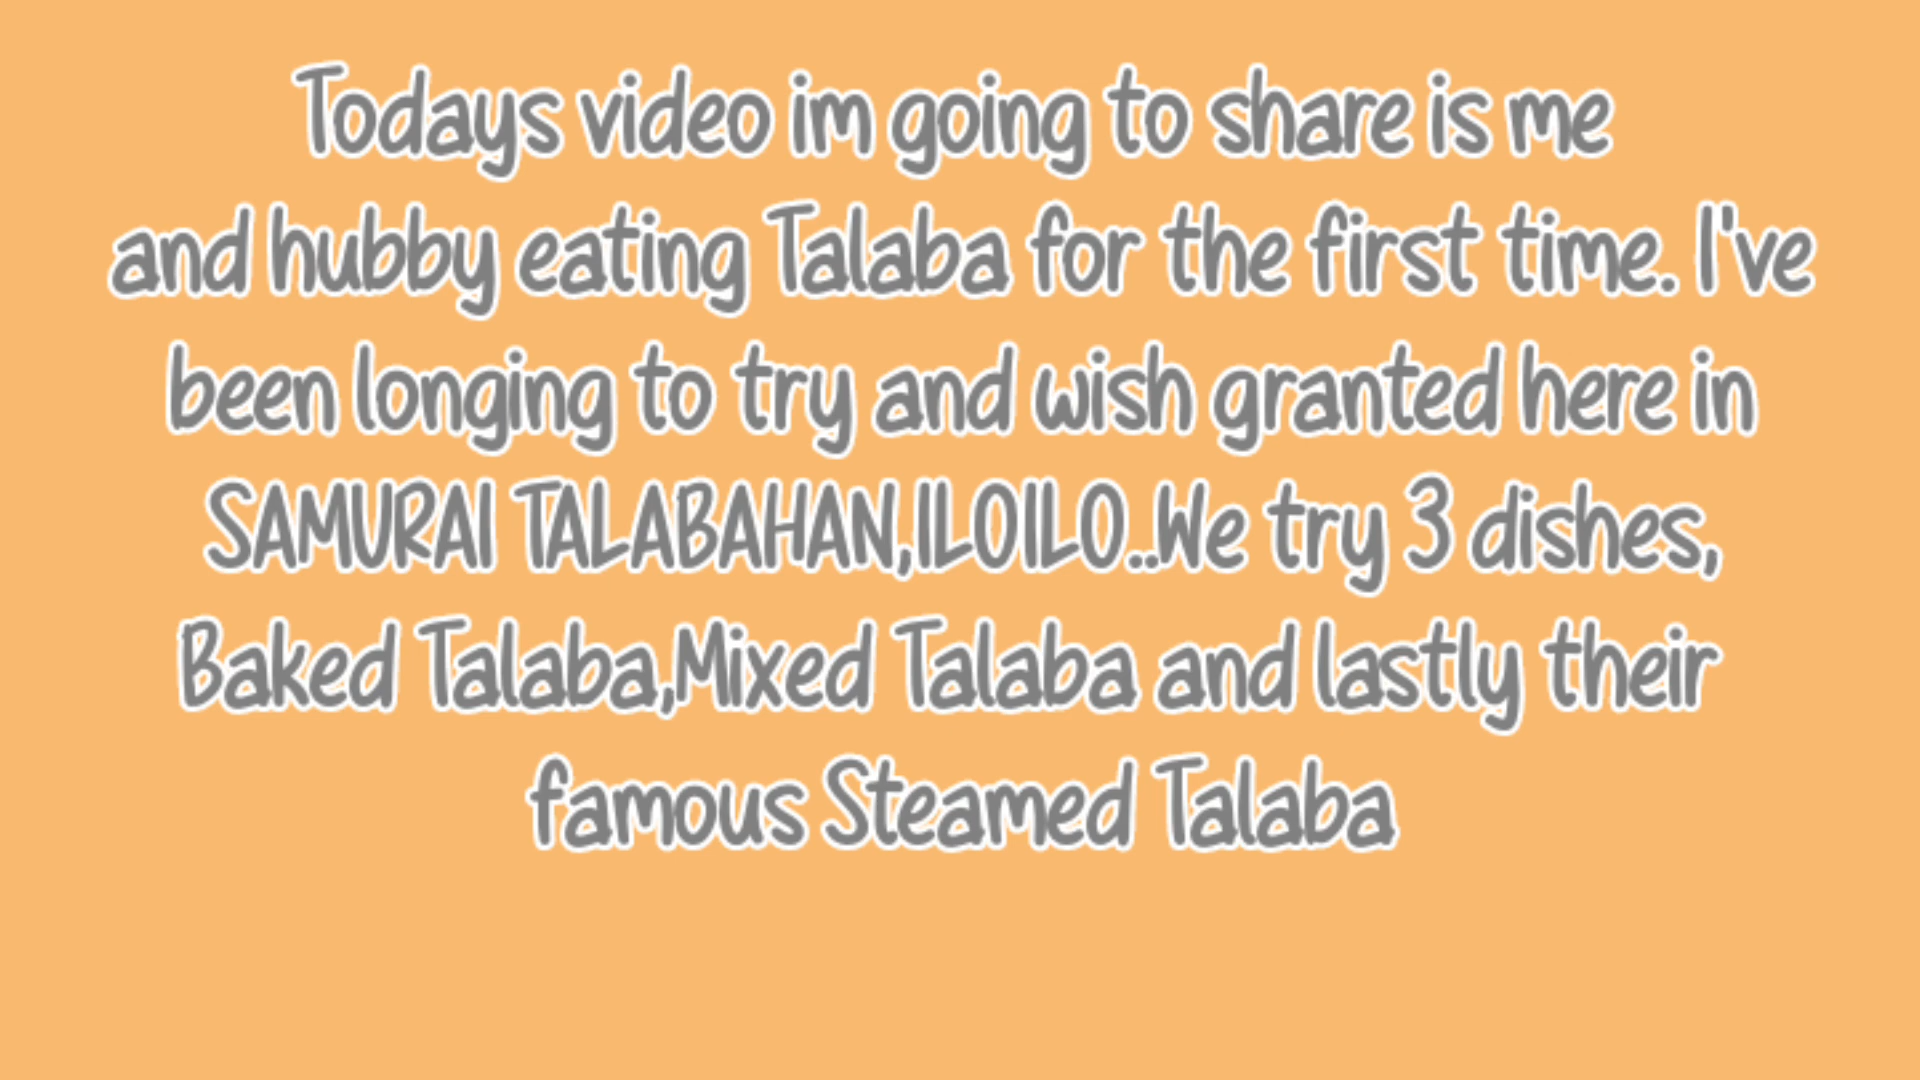 Todays video im going to share is me
and hubby eating Talaba for the first time. I've
been longing to try and wish granted here in
SAMURAI TALABAHAN,ILOILO..We try 3 dishes,
Baked Talaba,Mixed Talaba and lastly their
famous Steamed Talaba